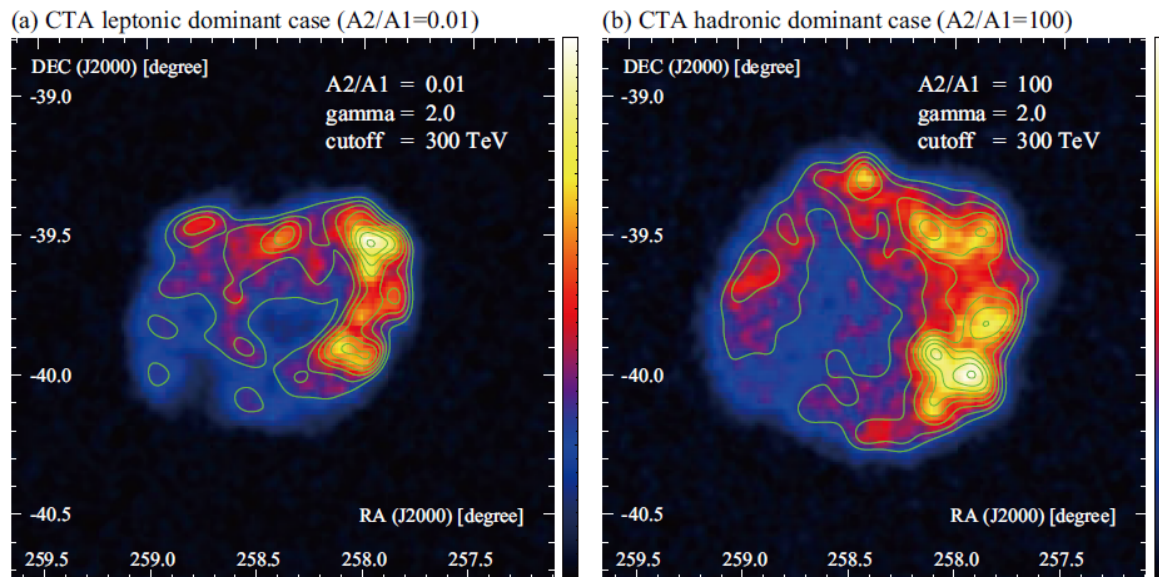 (a) CTA leptonic dominant case (A2/A1=0.01)
DEC (J2000) [degree]
A2/A1 = 0.01
gamma = 2.0
cutoff = 300 TeV
-39.0
-39.5
-40.0
-40.5
RA (J2000) [degree]
259.5 259.0 258.5 258.0 257.5
(b) CTA hadronic dominant case (A2/A1=100)
DEC (J2000) [degree]
A2/A1 = 100
gamma = 2.0
cutoff = 300 TeV
-39.0
-39.5
-40.0
-40.5
RA (J2000) [degree]
259.5 259.0 258.5 258.0 257.5